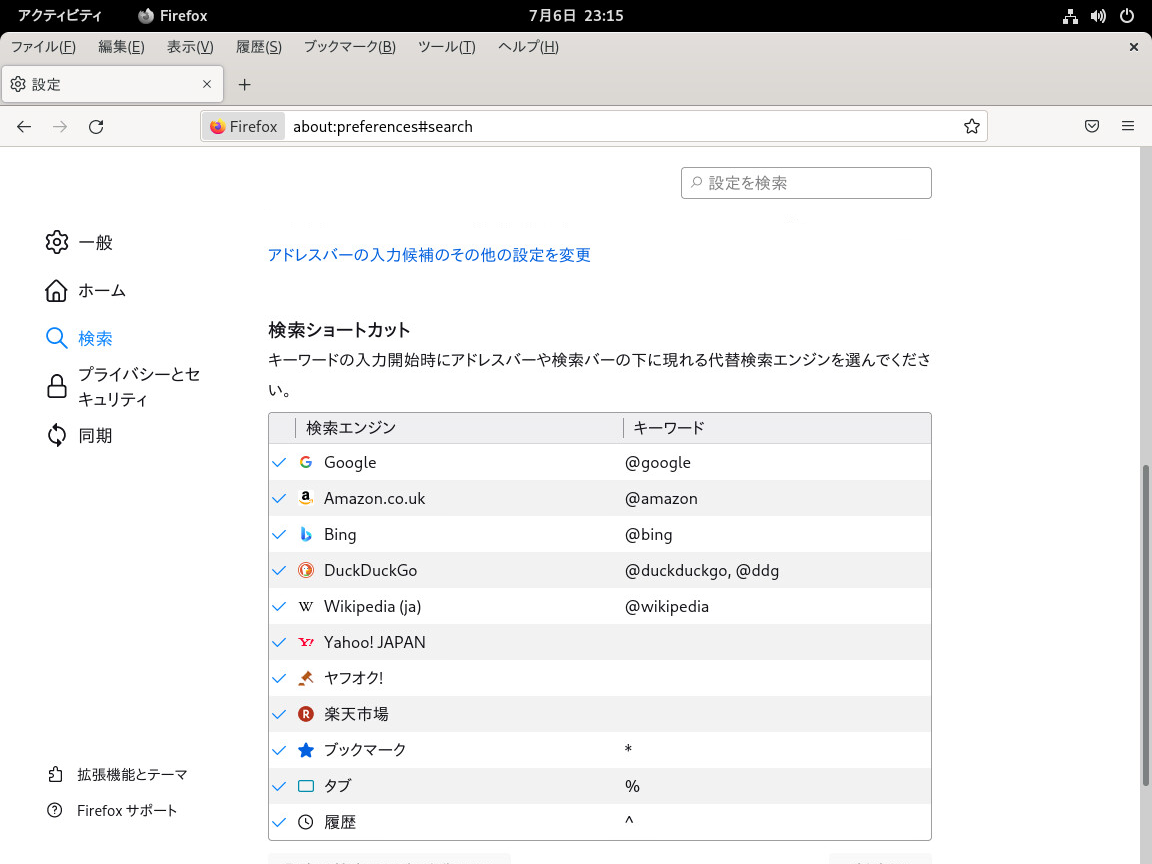 アクティビティ Firefox 7月6日 23:15
ファイル(F) 編集(E) 表示(V) 履歴(S) ブックマーク(B) ツール(T) ヘルプ(H)
設定
Firefox about:preferences#search
設定を検索
一般
ホーム
検索
プライバシーとセ
キュリティ
同期
拡張機能とテーマ
Firefox サポート
アドレスバーの入力候補のその他の設定を変更
検索ショートカット
キーワードの入力開始時にアドレスバーや検索バーの下に現れる代替検索エンジンを選んでくださ
い。
検索エンジン キーワード
Google @google
Amazon.co.uk @amazon
Bing @bing
DuckDuckGo @duckduckgo, @ddg
Wikipedia (ja) @wikipedia
Yahoo! JAPAN
ヤフオク!
楽天市場
ブックマーク *
タブ %
履歴 ^